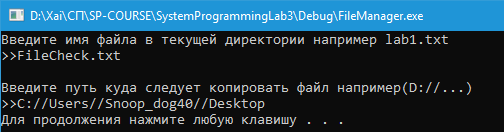 D:\Xai\СП\SP-COURSE\SystemProgrammingLab3\Debug\FileManager.exe
Введите имя файла в текущей директории например lab1.txt
>>FileCheck.txt
Введите путь куда следует копировать файл например(D://...)
>>C://Users//Snoop_dog40//Desktop
Для продолжения нажмите любую клавишу . . .